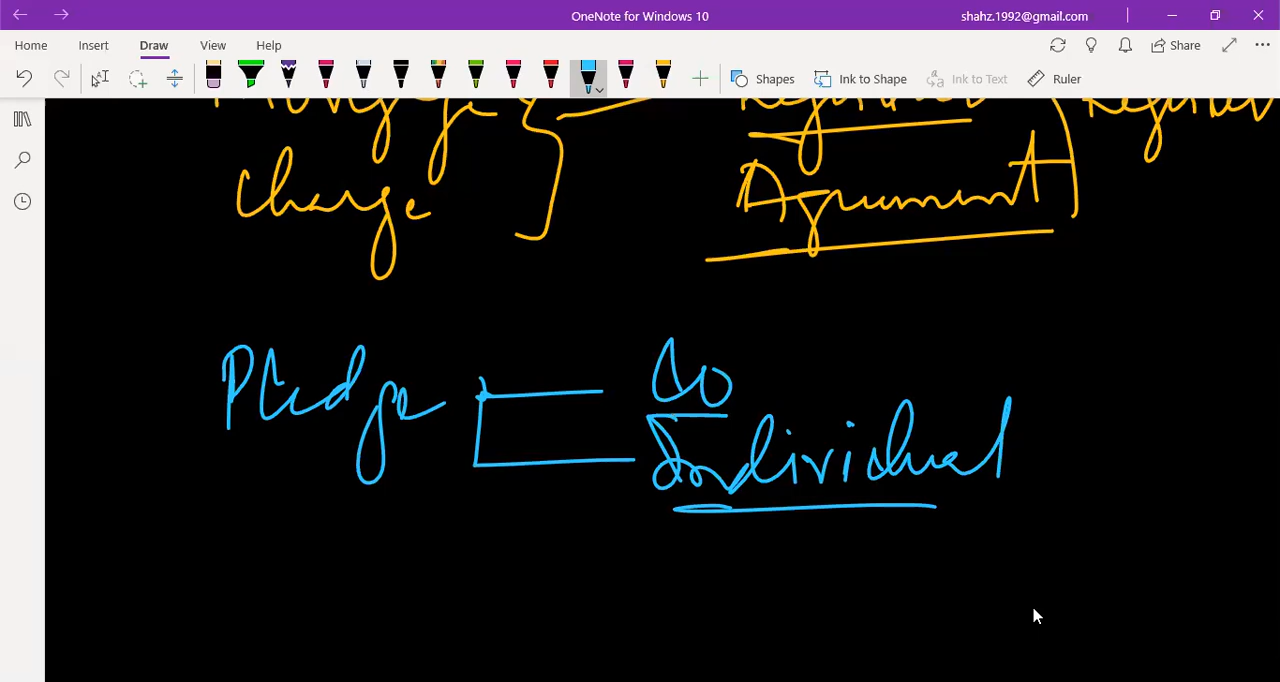 OneNote for Windows 10
shahz.1992@gmail.com
Home Insert Draw View Help
Share
Shapes Ink to Shape Ink to Text Ruler
Charge
Agreement
Pledge
Co
Individual